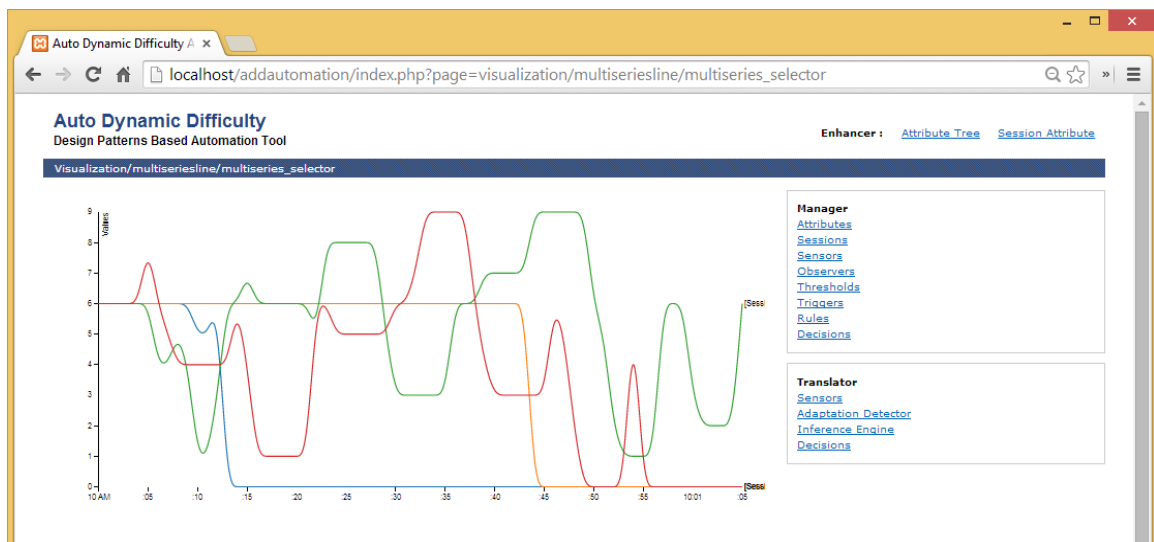 Auto Dynamic Difficulty A
localhost/addautomation/index.php?page=visualization/multiseriesline/multiseries_selector
Auto Dynamic Difficulty
Design Patterns Based Automation Tool
Enhancer : Attribute Tree Session Attribute
Visualization/multiseriesline/multiseries_selector
Values
9
8
7
6
5
4
3
2
1
0
10 AM :05 :10 :15 :20 :25 :30 :35 :40 :45 :50 :55 10:01 :05
[Sessi
[Sessi
Manager
Attributes
Sessions
Sensors
Observers
Thresholds
Triggers
Rules
Decisions
Translator
Sensors
Adaptation Detector
Inference Engine
Decisions